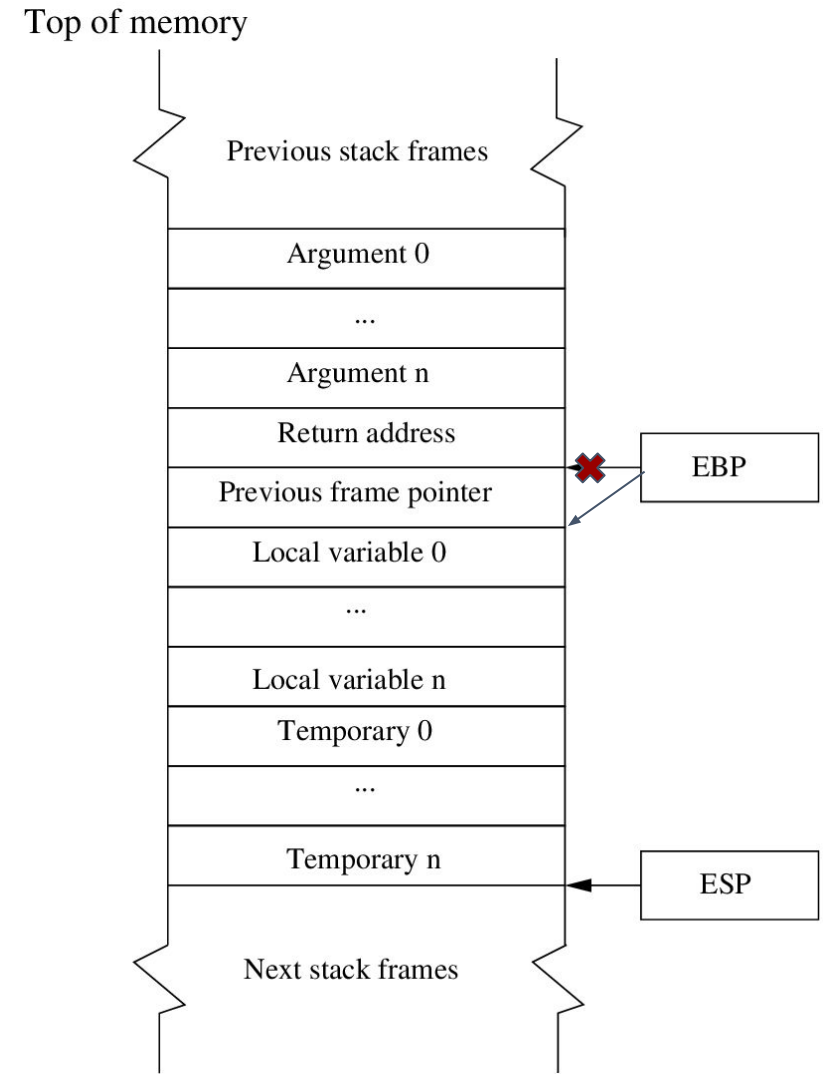 Top of memory
Previous stack frames
Argument 0
...
Argument n
Return address
EBP
Previous frame pointer
Local variable 0
...
Local variable n
Temporary 0
...
Temporary n
ESP
Next stack frames